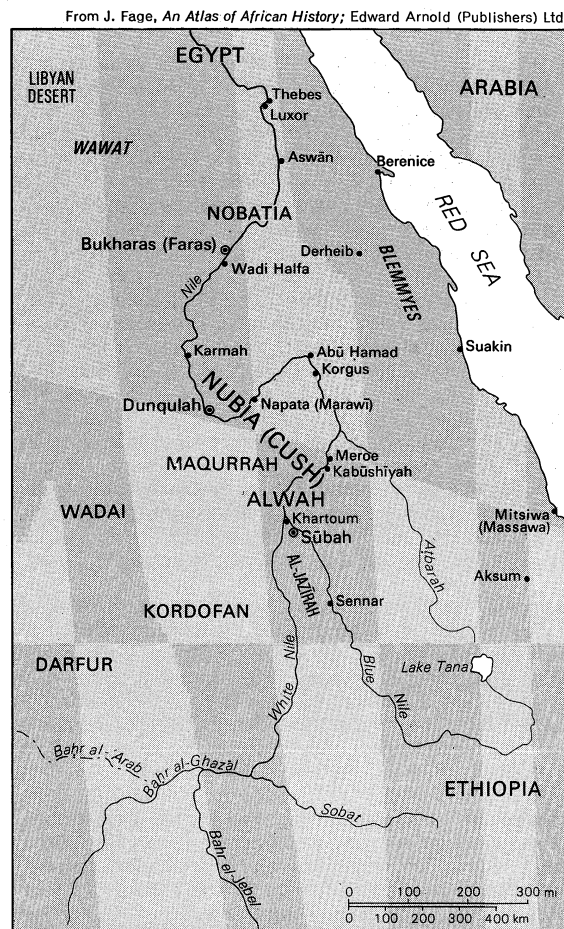 From J. Fage, An Atlas of African History; Edward Arnold (Publishers) Ltd
EGYPT
LIBYAN
DESERT
ARABIA
Thebes
Luxor
WAWAT
Aswān
Berenice
RED SEA
NOBATIA
Bukharas (Faras)
Derheib
BLEMMYES
Wadi Halfa
Nile
Suakin
Karmah
Abū Hamad
Korgus
NUBIA (CUSH)
Dunqulah
Napata (Marawī)
Meroe
MAQURRAH
Kabūshīyah
ALWAH
WADAI
Mitsiwa
(Massawa)
Khartoum
Sūbah
Aṭbarah
AL-JAZĪRAH
Aksum
Sennar
KORDOFAN
DARFUR
White Nile
Blue Nile
Lake Tana
Bahr al-'Arab
Bahr al-Ghazāl
ETHIOPIA
Sobat
Bahr el-Jebel
0 100 200 300 mi
0 100 200 300 400 km